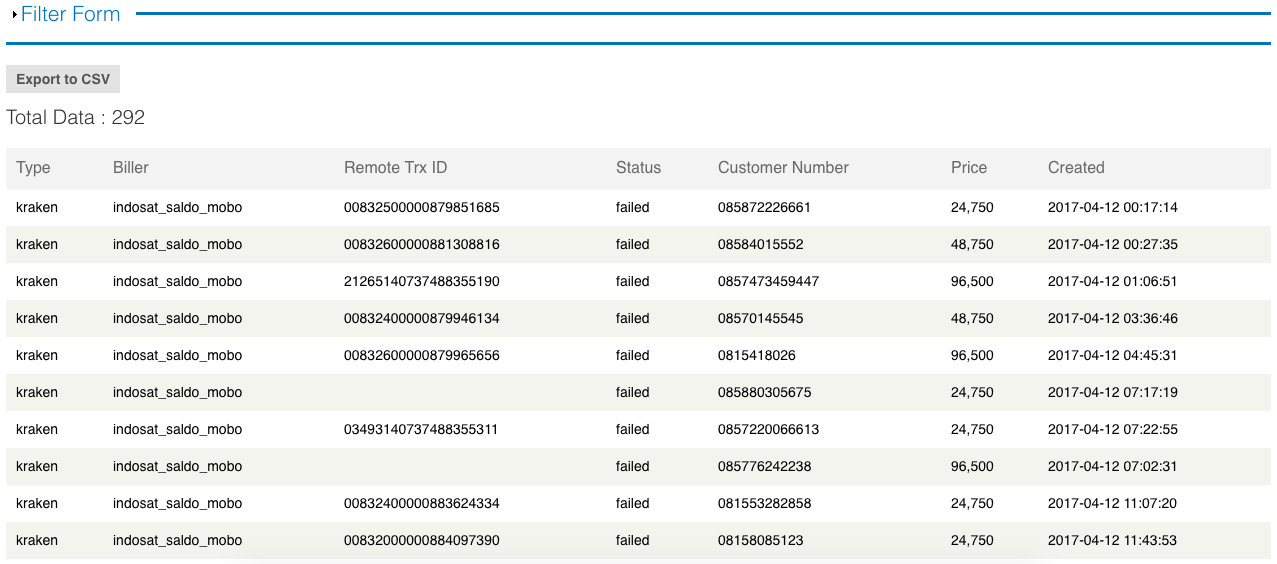 Filter Form
Export to CSV
Total Data : 292
Type Biller Remote Trx ID Status Customer Number Price Created
kraken indosat_saldo_mobo 00832500000879851685 failed 085872226661 24,750 2017-04-12 00:17:14
kraken indosat_saldo_mobo 00832600000881308816 failed 08584015552 48,750 2017-04-12 00:27:35
kraken indosat_saldo_mobo 21265140737488355190 failed 0857473459447 96,500 2017-04-12 01:06:51
kraken indosat_saldo_mobo 00832400000879946134 failed 08570145545 48,750 2017-04-12 03:36:46
kraken indosat_saldo_mobo 00832600000879965656 failed 0815418026 96,500 2017-04-12 04:45:31
kraken indosat_saldo_mobo failed 085880305675 24,750 2017-04-12 07:17:19
kraken indosat_saldo_mobo 03493140737488355311 failed 0857220066613 24,750 2017-04-12 07:22:55
kraken indosat_saldo_mobo failed 085776242238 96,500 2017-04-12 07:02:31
kraken indosat_saldo_mobo 00832400000883624334 failed 081553282858 24,750 2017-04-12 11:07:20
kraken indosat_saldo_mobo 00832000000884097390 failed 08158085123 24,750 2017-04-12 11:43:53